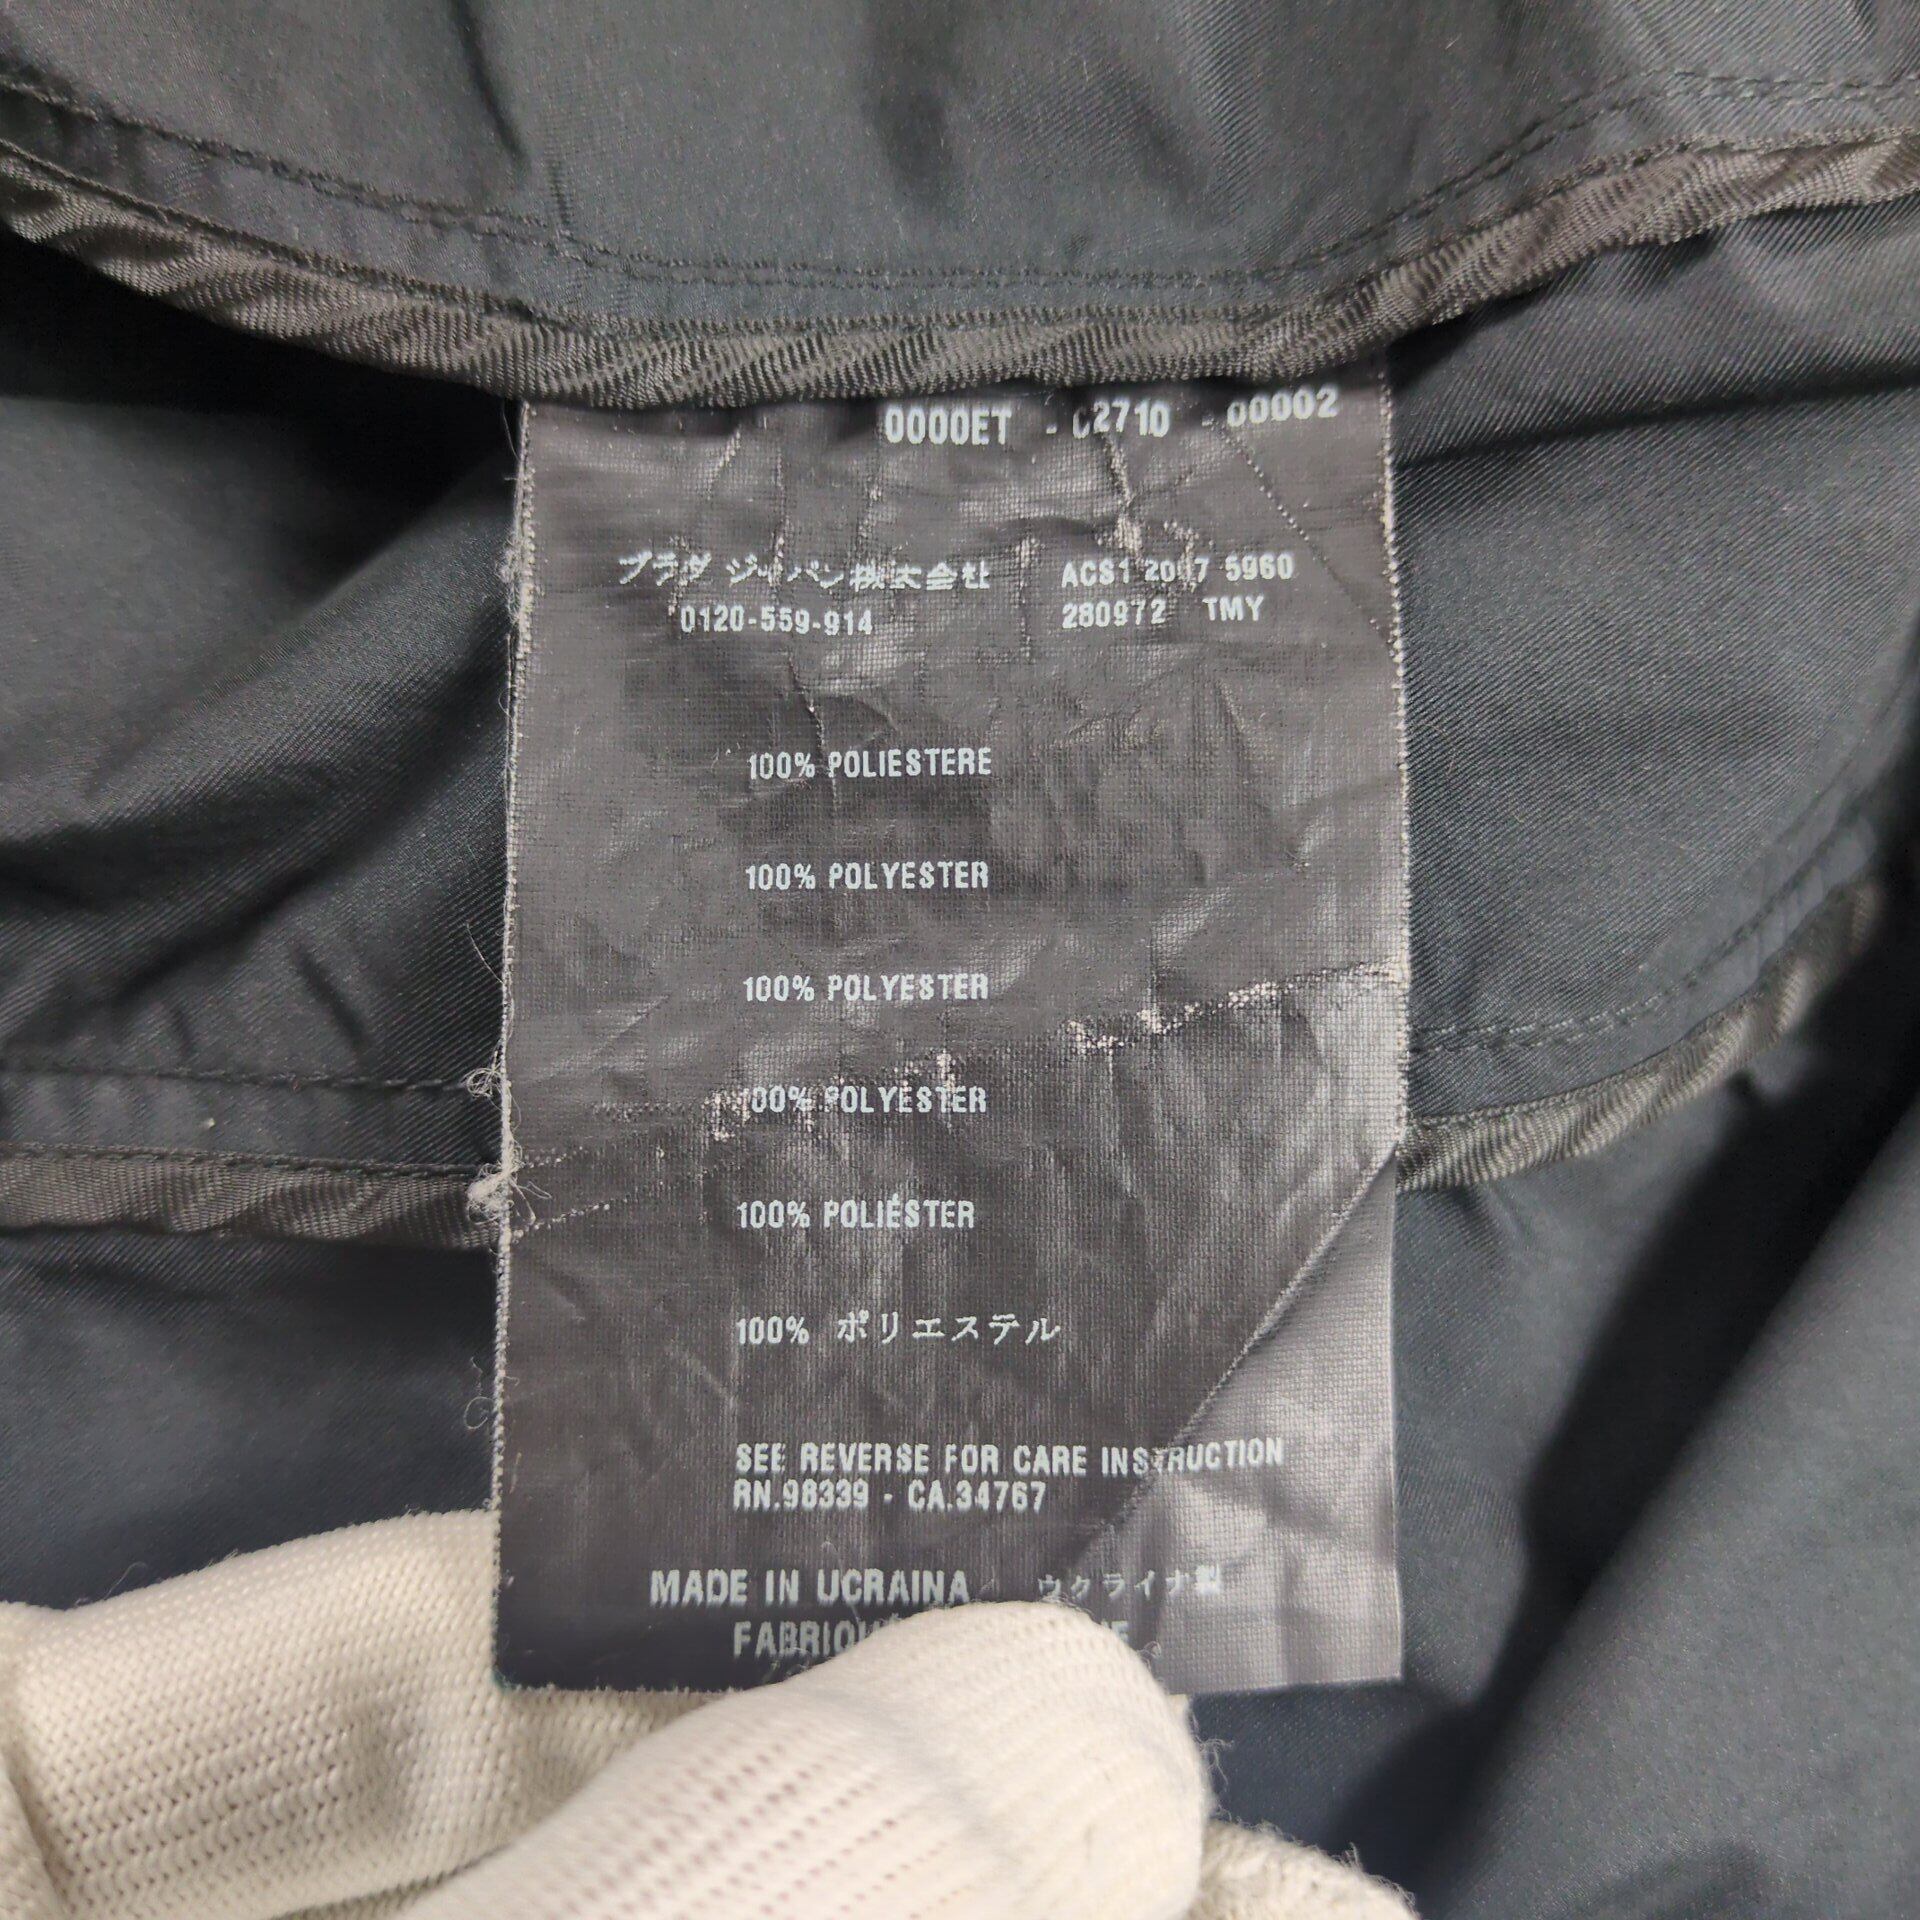 0000ET - C2710 - 00002
プラダ ジャパン株式会社 ACS1 2007 5960
0120-559-914 280972 TMY
100% POLIESTERE
100% POLYESTER
100% POLYESTER
100% POLYESTER
100% POLIÉSTER
100% ポリエステル
SEE REVERSE FOR CARE INSTRUCTION
RN.98339 - CA.34767
MADE IN UCRAINA ウクライナ製